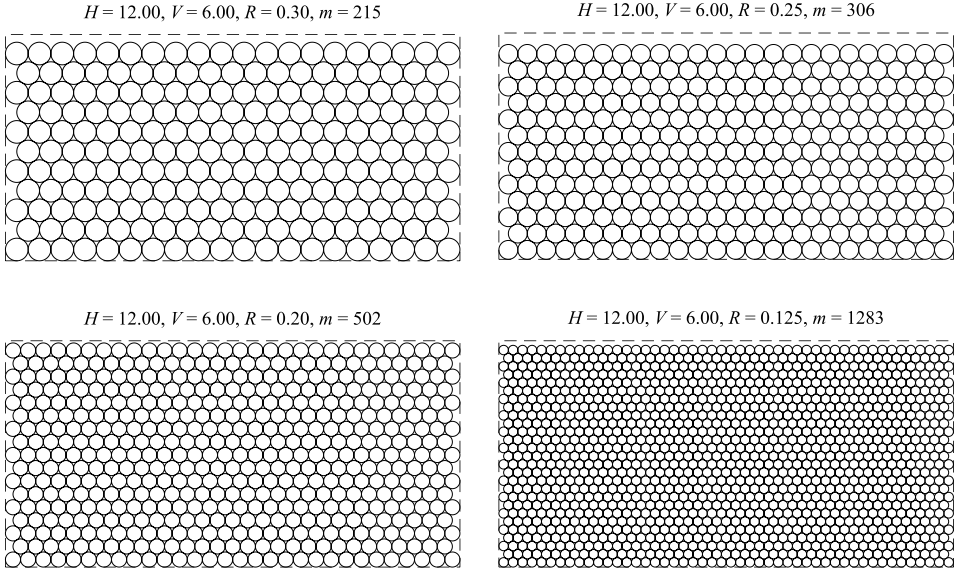 H = 12.00, V = 6.00, R = 0.30, m = 215
H = 12.00, V = 6.00, R = 0.25, m = 306
H = 12.00, V = 6.00, R = 0.20, m = 502
H = 12.00, V = 6.00, R = 0.125, m = 1283